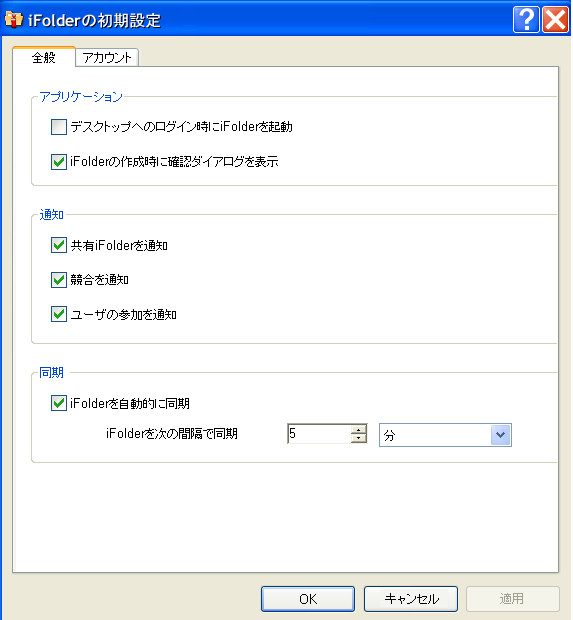 iFolderの初期設定
全般
アカウント
アプリケーション
デスクトップへのログイン時にiFolderを起動
iFolderの作成時に確認ダイアログを表示
通知
共有iFolderを通知
競合を通知
ユーザの参加を通知
同期
iFolderを自動的に同期
iFolderを次の間隔で同期 5 分
OK キャンセル 適用